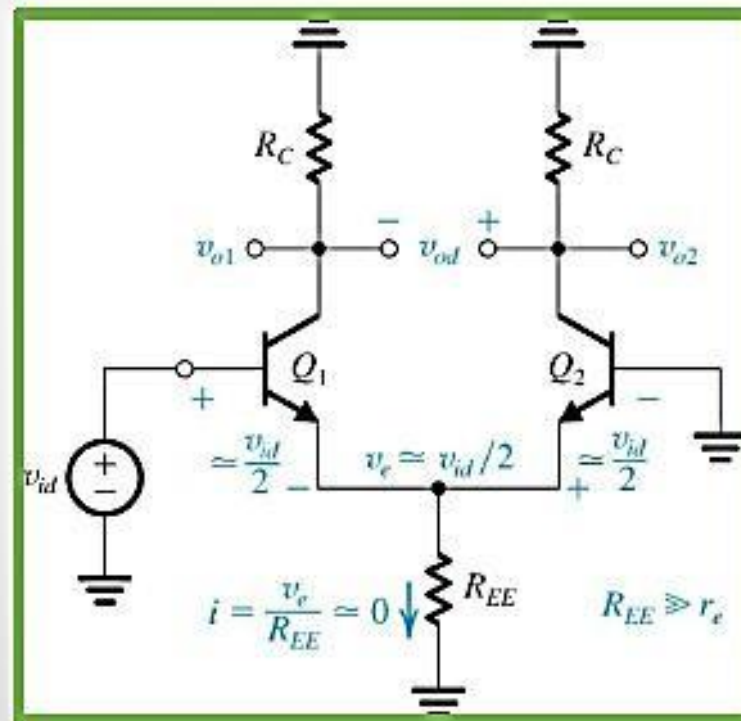 R_C R_C
v_o1 − v_od + v_o2
Q_1 Q_2
+ −
≃ v_id/2 − v_e ≃ v_id/2 ≃ v_id/2 +
+ − v_id
i = v_e/R_EE ≃ 0 R_EE R_EE ≫ r_e